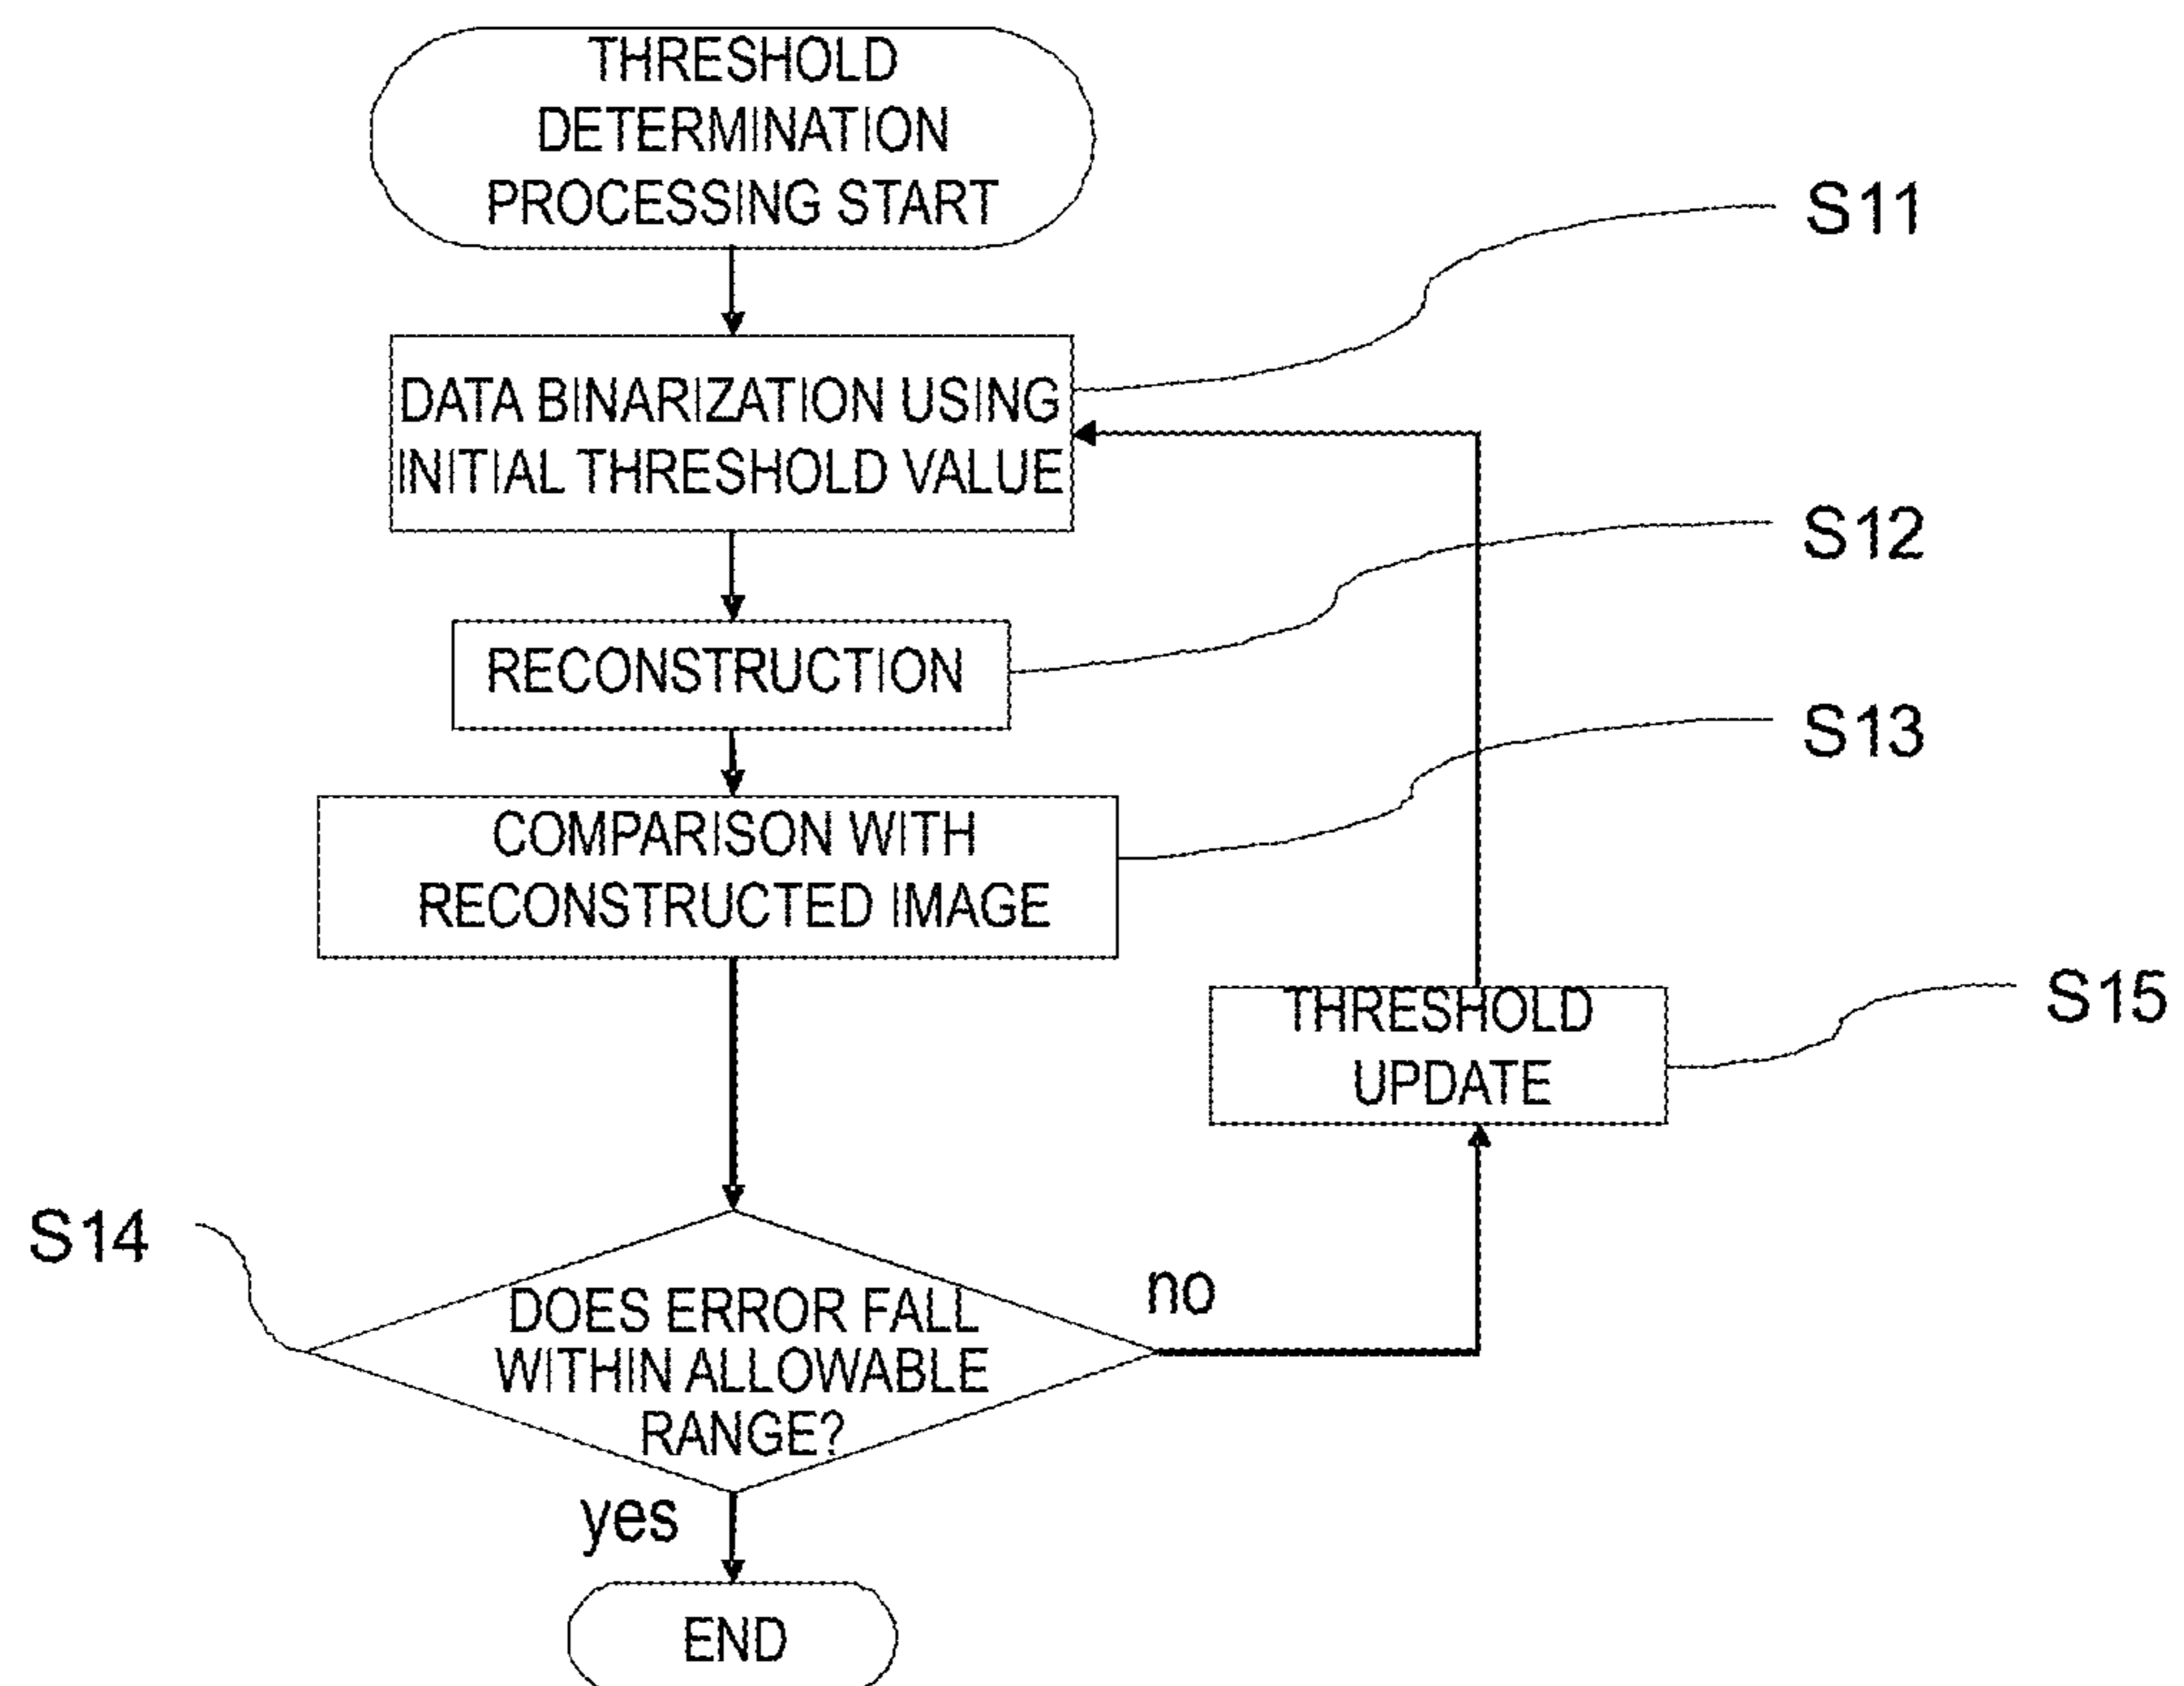 THRESHOLD
DETERMINATION
PROCESSING START
S11
DATA BINARIZATION USING
INITIAL THRESHOLD VALUE
S12
RECONSTRUCTION
S13
COMPARISON WITH
RECONSTRUCTED IMAGE
S15
THRESHOLD
UPDATE
S14
no
DOES ERROR FALL
WITHIN ALLOWABLE
RANGE?
yes
END